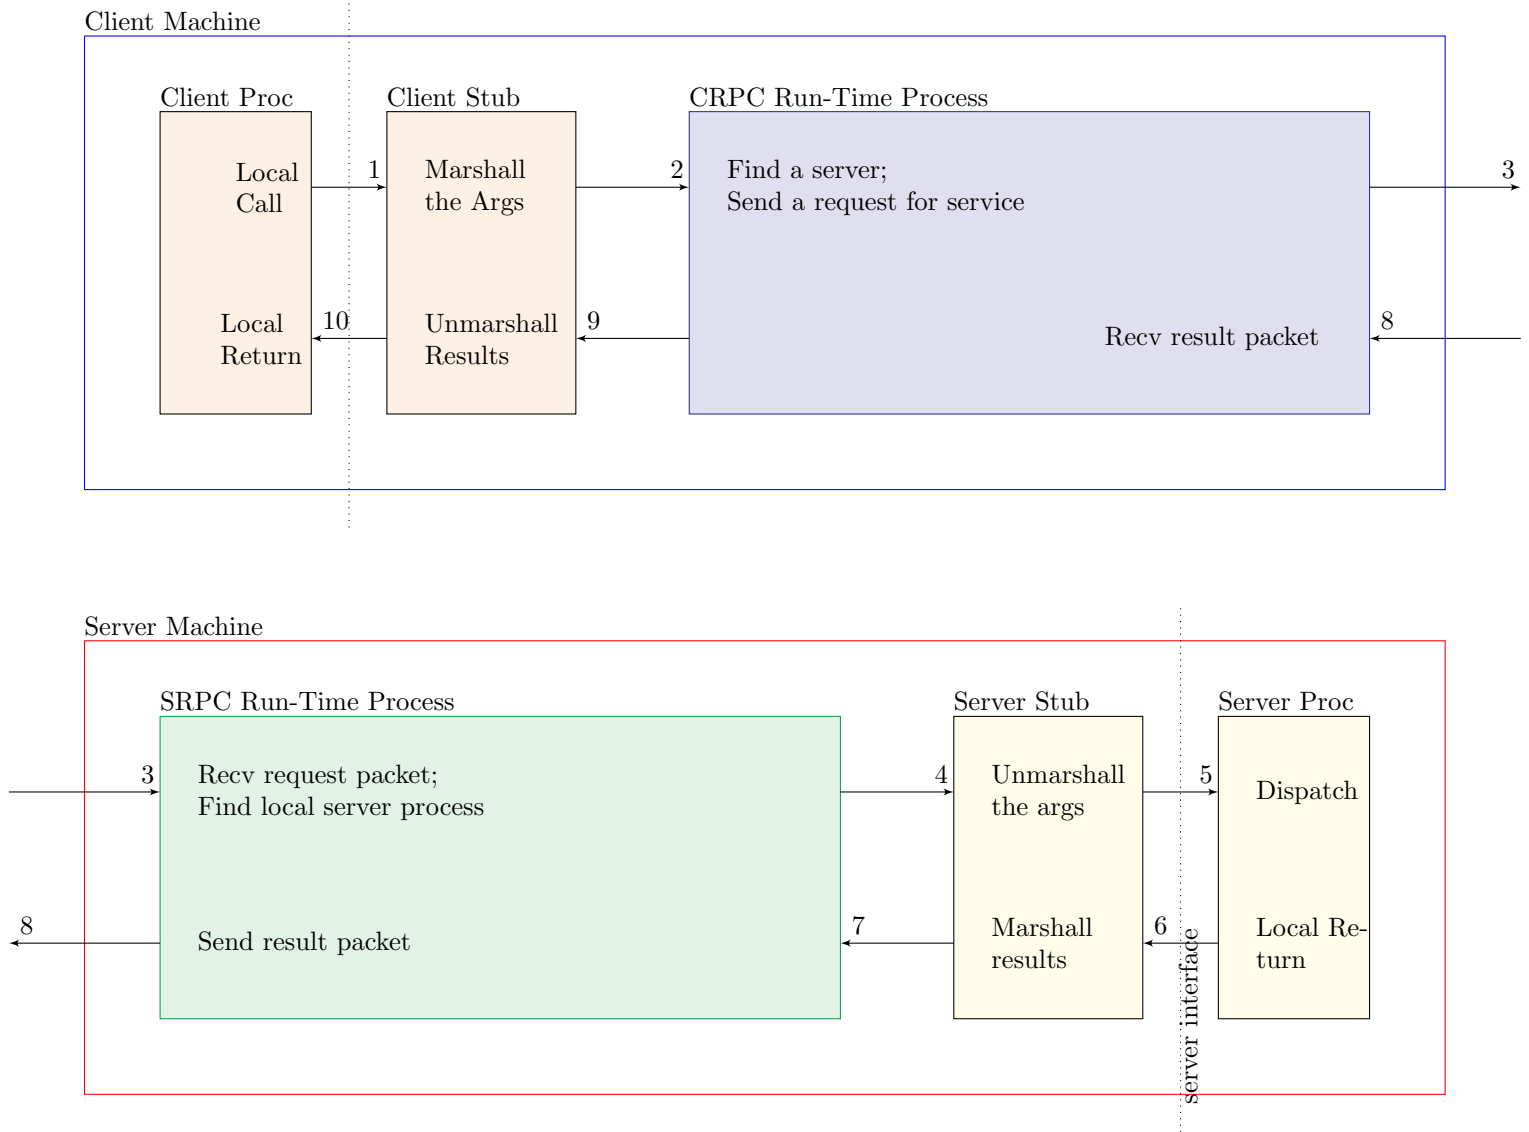 Client Machine
Client Proc
Client Stub
CRPC Run-Time Process
Local
Call
1
Marshall
the Args
2
Find a server;
Send a request for service
3
Local
Return
10
Unmarshall
Results
9
Recv result packet
8
Server Machine
SRPC Run-Time Process
Server Stub
Server Proc
3
Recv request packet;
Find local server process
4
Unmarshall
the args
5
Dispatch
8
Send result packet
7
Marshall
results
6
Local Re-
turn
server interface